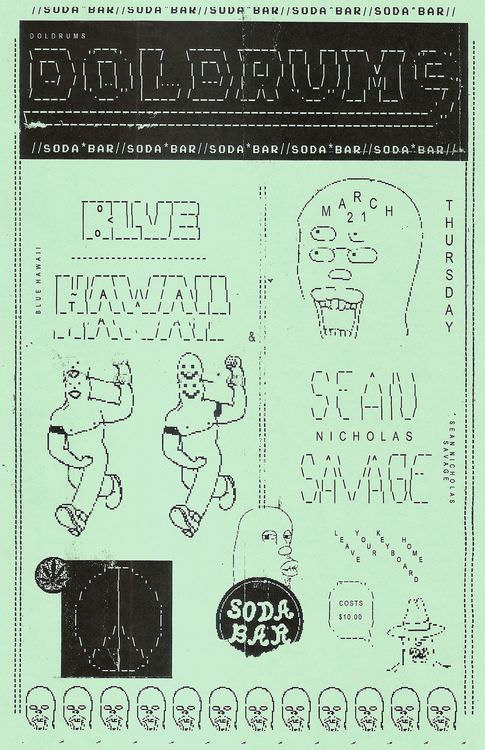 //SODA*BAR//SODA*BAR//SODA*BAR//SODA*BAR//SODA*BAR//
DOLDRUMS
DOLDRUMS
//SODA*BAR//SODA*BAR//SODA*BAR//SODA*BAR//SODA*BAR//
BLUE
HAWAII
BLUE HAWAII
&
MARCH
21
THURSDAY
SEAN
NICHOLAS
SAVAGE
SEAN NICHOLAS
SAVAGE
SODA
BAR
LEAVE YOUR KEYBOARD HOME
COSTS
$10.00